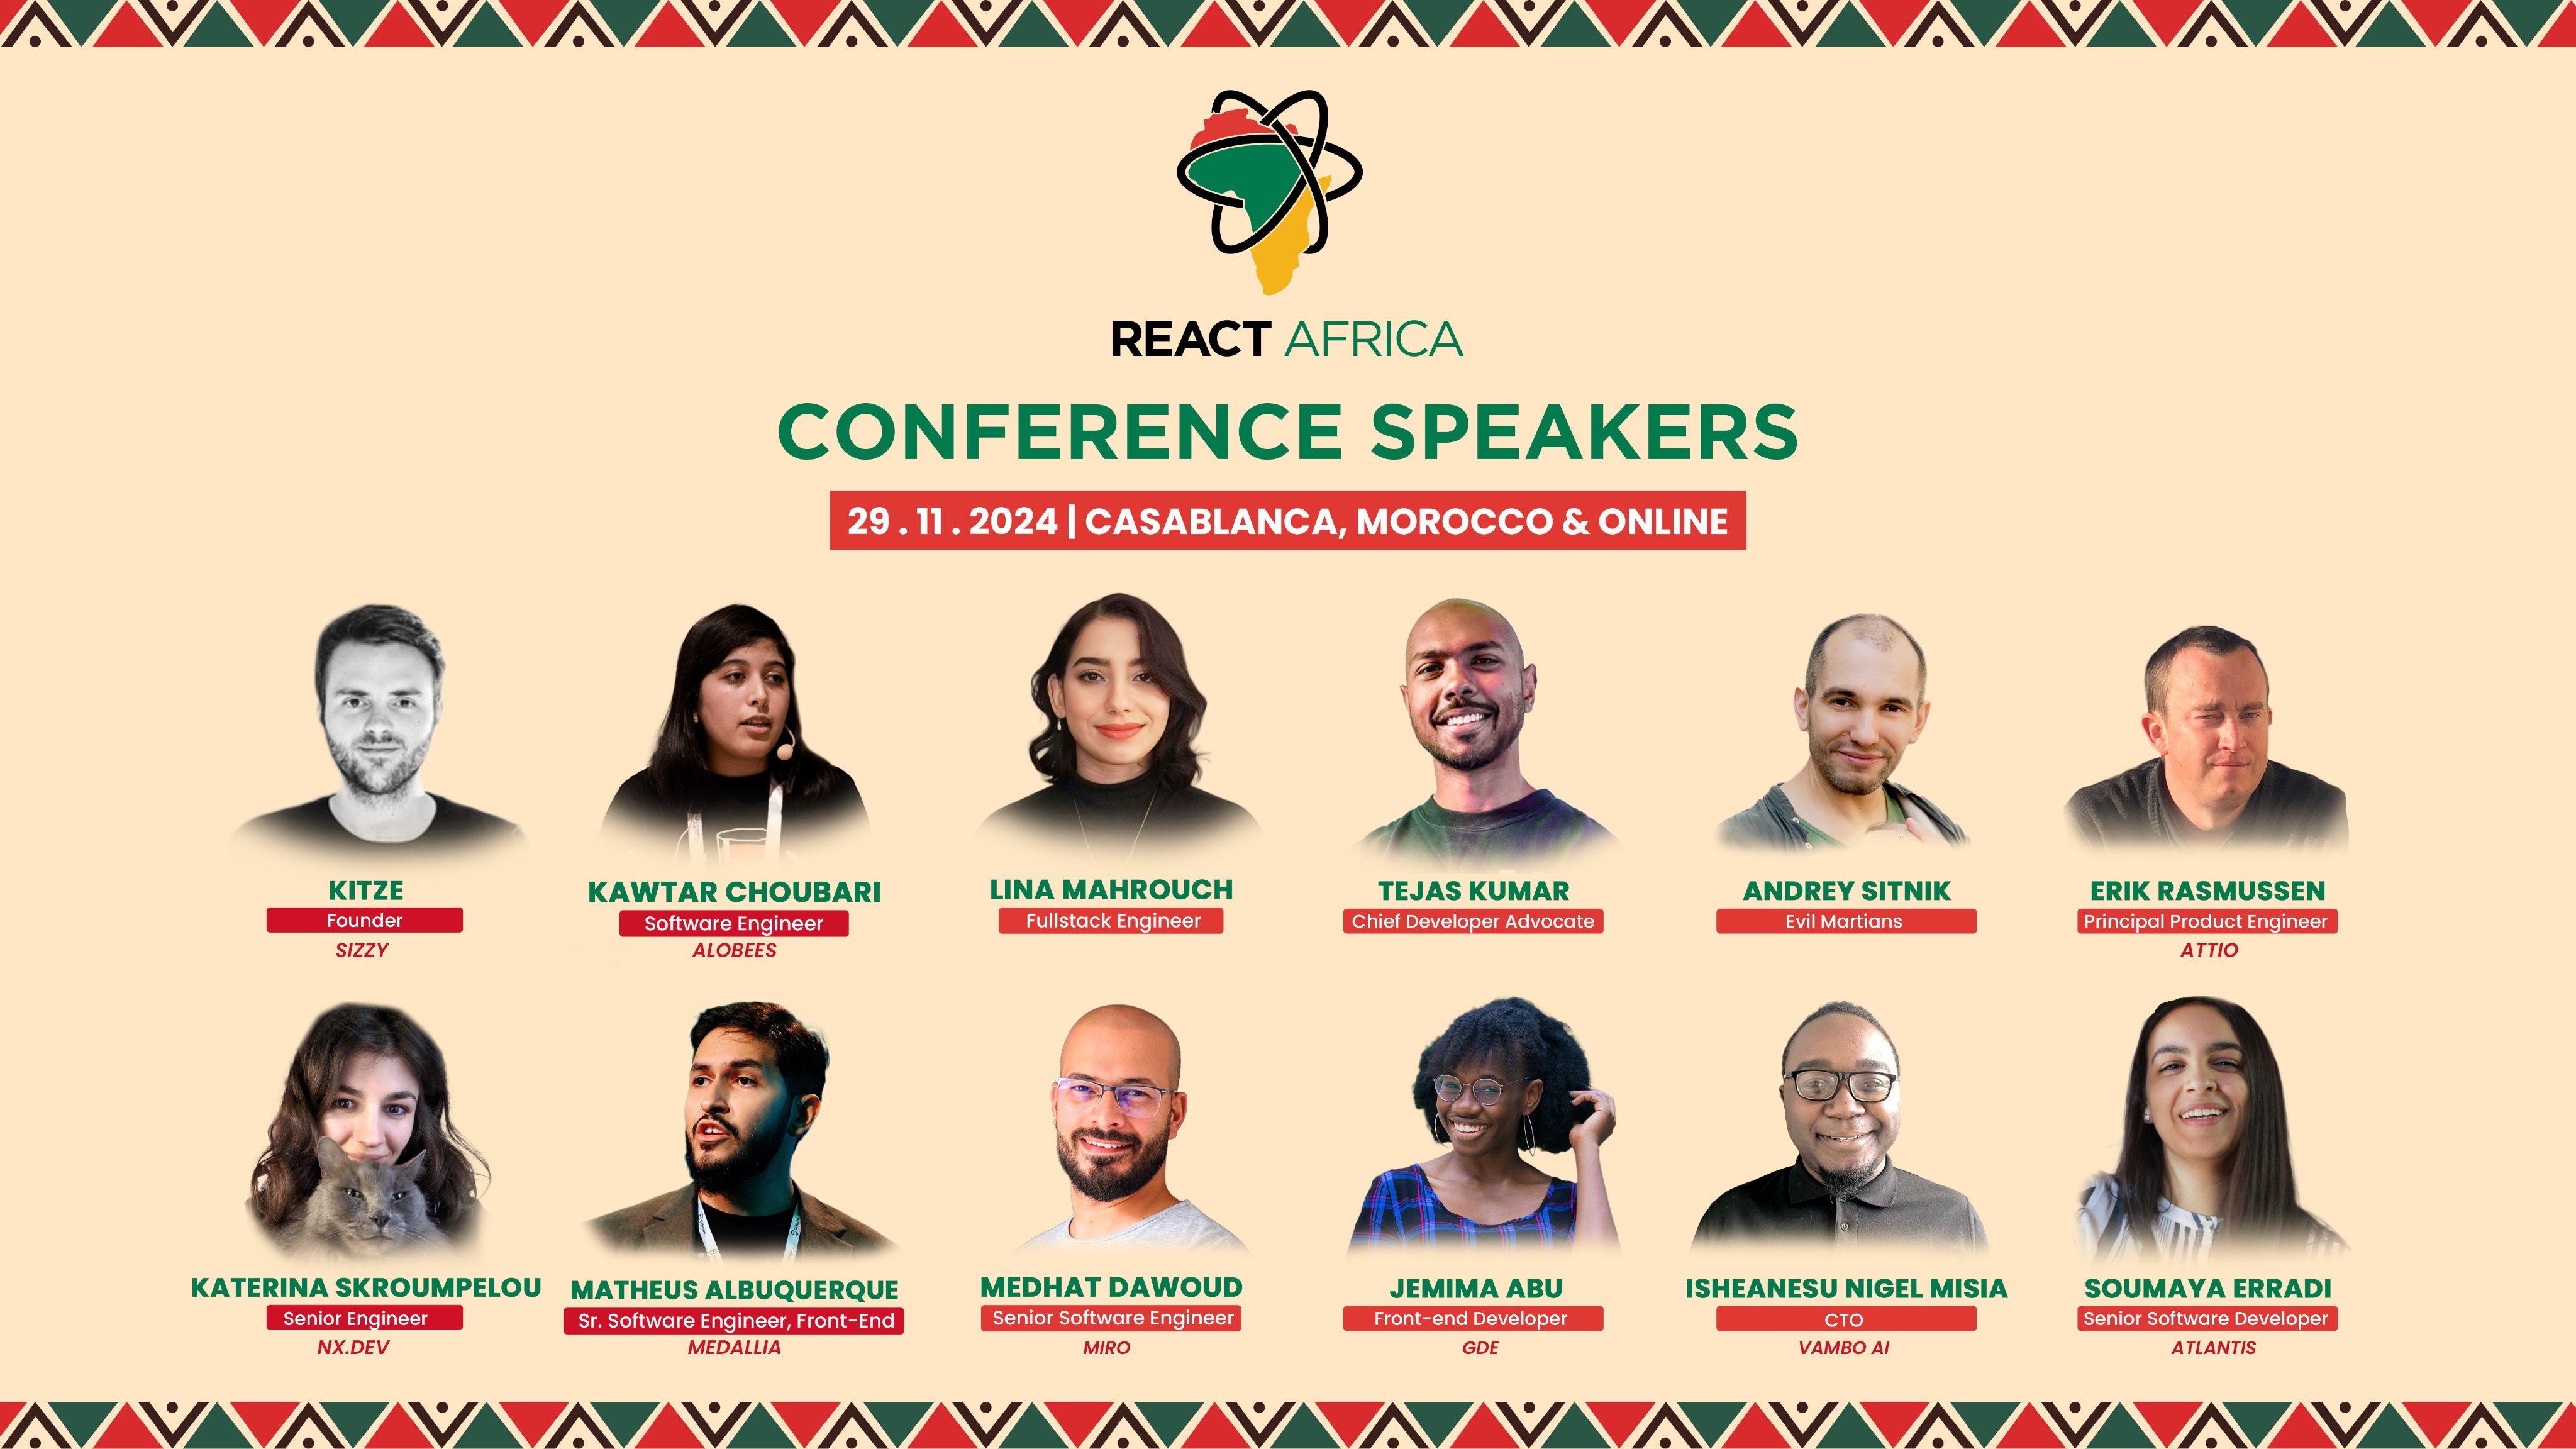 REACT AFRICA
CONFERENCE SPEAKERS
29 . 11 . 2024 | CASABLANCA, MOROCCO & ONLINE
KITZE
Founder
SIZZY
KAWTAR CHOUBARI
Software Engineer
ALOBEES
LINA MAHROUCH
Fullstack Engineer
TEJAS KUMAR
Chief Developer Advocate
ANDREY SITNIK
Evil Martians
ERIK RASMUSSEN
Principal Product Engineer
ATTIO
KATERINA SKROUMPELOU
Senior Engineer
NX.DEV
MATHEUS ALBUQUERQUE
Sr. Software Engineer, Front-End
MEDALLIA
MEDHAT DAWOUD
Senior Software Engineer
MIRO
JEMIMA ABU
Front-end Developer
GDE
ISHEANESU NIGEL MISIA
CTO
VAMBO AI
SOUMAYA ERRADI
Senior Software Developer
ATLANTIS